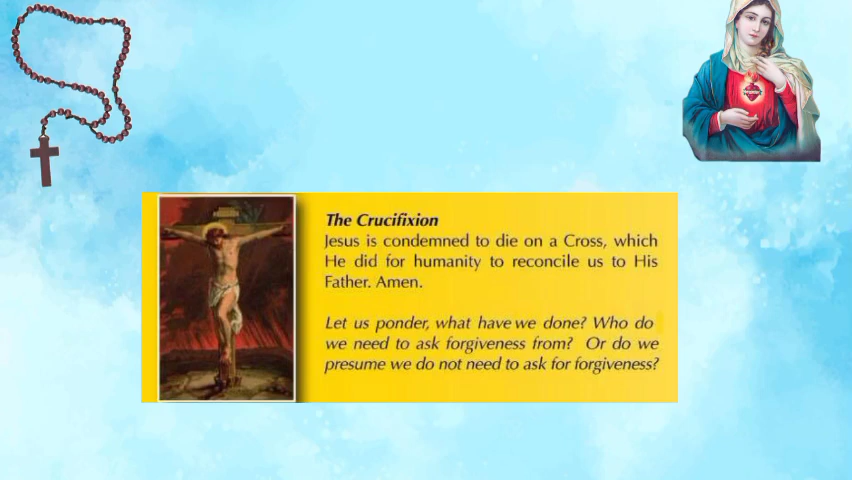 The Crucifixion
Jesus is condemned to die on a Cross, which
He did for humanity to reconcile us to His
Father. Amen.
Let us ponder, what have we done? Who do
we need to ask forgiveness from? Or do we
presume we do not need to ask for forgiveness?